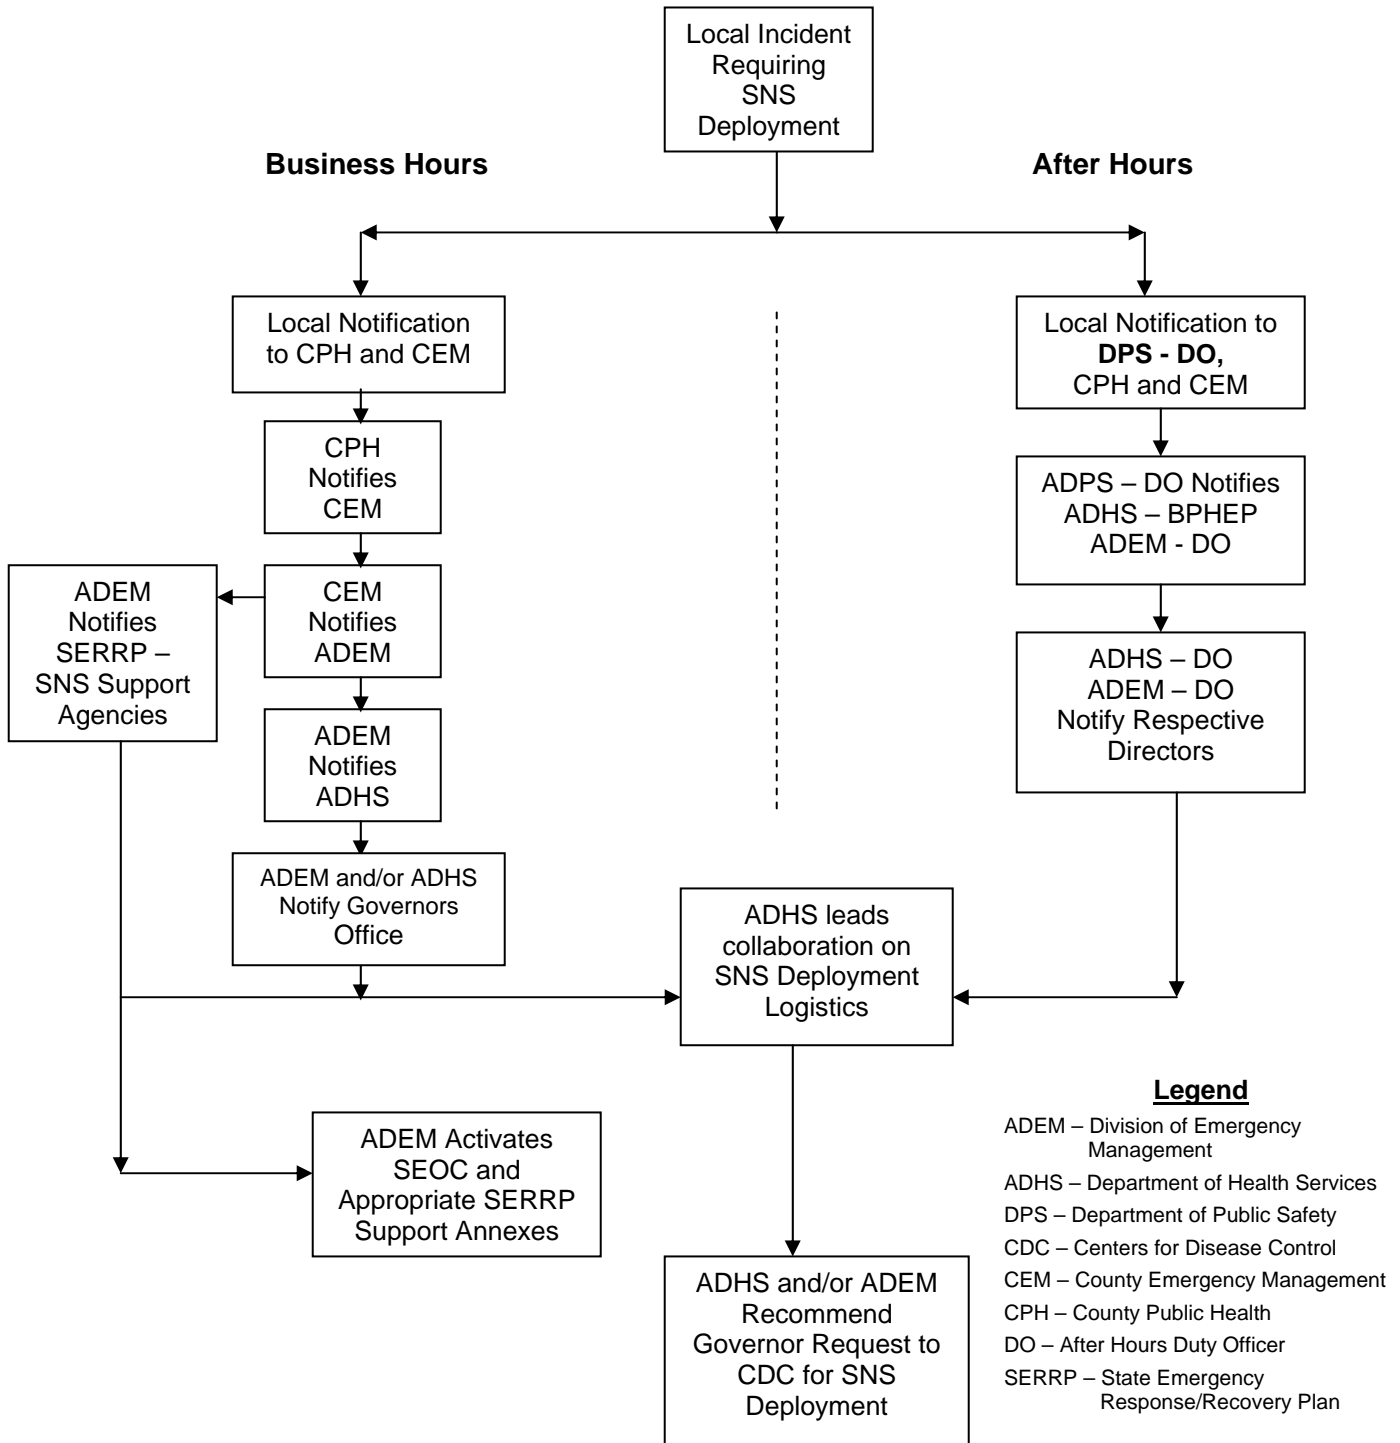 Local Incident
Requiring
SNS
Deployment
Business Hours
After Hours
Local Notification
to CPH and CEM
Local Notification to
DPS - DO,
CPH and CEM
CPH
Notifies
CEM
ADPS – DO Notifies
ADHS – BPHEP
ADEM - DO
ADEM
Notifies
SERRP –
SNS Support
Agencies
CEM
Notifies
ADEM
ADHS – DO
ADEM – DO
Notify Respective
Directors
ADEM
Notifies
ADHS
ADEM and/or ADHS
Notify Governors
Office
ADHS leads
collaboration on
SNS Deployment
Logistics
ADEM Activates
SEOC and
Appropriate SERRP
Support Annexes
ADHS and/or ADEM
Recommend
Governor Request to
CDC for SNS
Deployment
Legend
ADEM – Division of Emergency
Management
ADHS – Department of Health Services
DPS – Department of Public Safety
CDC – Centers for Disease Control
CEM – County Emergency Management
CPH – County Public Health
DO – After Hours Duty Officer
SERRP – State Emergency
Response/Recovery Plan